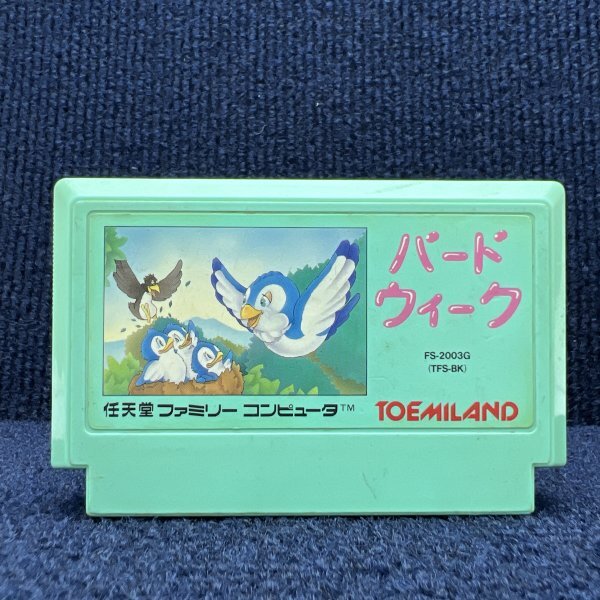 バード
ウィーク
FS-2003G
(TFS-BK)
任天堂 ファミリー コンピュータ™
TOEMILAND